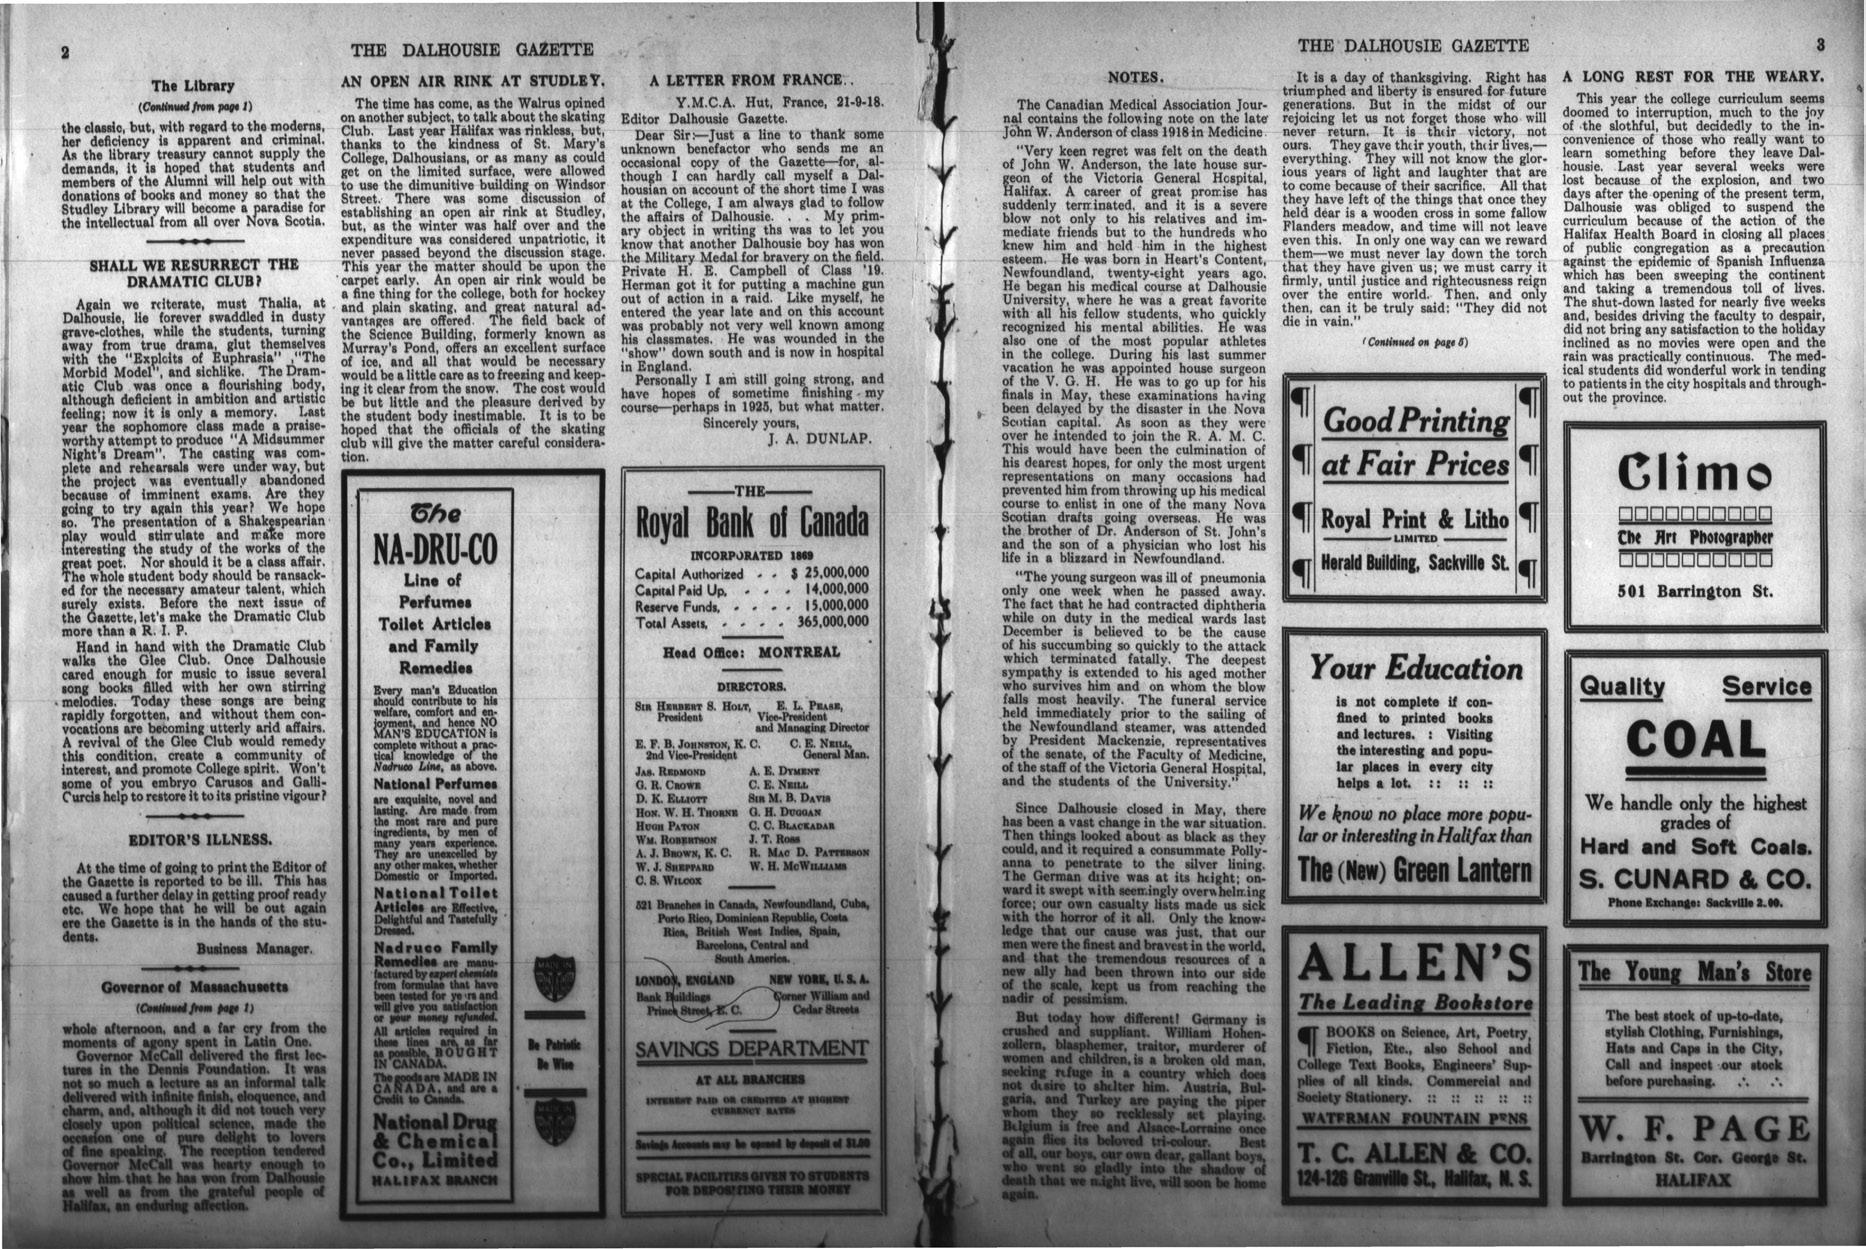 2
THE DALHOUSIE GAZETTE
The Library
(Continued from page 1)
the classic, but, with regard to the moderns,
her deficiency is apparent and criminal.
As the library treasury cannot supply the
demands, it is hoped that students and
members of the Alumni will help out with
donations of books and money so that the
Studley Library will become a paradise for
the intellectual from all over Nova Scotia.
SHALL WE RESURRECT THE
DRAMATIC CLUB?
Again we reiterate, must Thalia, at
Dalhousie, lie forever swaddled in dusty
grave-clothes, while the students, turning
away from true drama, glut themselves
with the "Exploits of Euphrasia", "The
Morbid Model", and sichlike. The Dram-
atic Club was once a flourishing body,
although deficient in ambition and artistic
feeling; now it is only a memory. Last
year the sophomore class made a praise-
worthy attempt to produce "A Midsummer
Night's Dream". The casting was com-
plete and rehearsals were under way, but
the project was eventually abandoned
because of imminent exams. Are they
going to try again this year? We hope
so. The presentation of a Shakespearian
play would stimulate and make more
interesting the study of the works of the
great poet. Nor should it be a class affair.
The whole student body should be ransack-
ed for the necessary amateur talent, which
surely exists. Before the next issue of
the Gazette, let's make the Dramatic Club
more than a R. I. P.
Hand in hand with the Dramatic Club
walks the Glee Club. Once Dalhousie
cared enough for music to issue several
song books filled with her own stirring
melodies. Today these songs are being
rapidly forgotten, and without them con-
vocations are becoming utterly arid affairs.
A revival of the Glee Club would remedy
this condition, create a community of
interest, and promote College spirit. Won't
some of you embryo Carusos and Galli-
Curcis help to restore it to its pristine vigour?
EDITOR'S ILLNESS.
At the time of going to print the Editor of
the Gazette is reported to be ill. This has
caused a further delay in getting proof ready
etc. We hope that he will be out again
ere the Gazette is in the hands of the stu-
dents.
Business Manager.
Governor of Massachusetts
(Continued from page 1)
whole afternoon, and a far cry from the
moments of agony spent in Latin One.
Governor McCall delivered the first lec-
tures in the Dennis Foundation. It was
not so much a lecture as an informal talk
delivered with infinite finish, eloquence, and
charm, and, although it did not touch very
closely upon political science, made the
occasion one of pure delight to lovers
of fine speaking. The reception tendered
Governor McCall was hearty enough to
show him that he has won from Dalhousie
as well as from the grateful people of
Halifax, an enduring affection.
AN OPEN AIR RINK AT STUDLEY.
The time has come, as the Walrus opined
on another subject, to talk about the skating
Club. Last year Halifax was rinkless, but,
thanks to the kindness of St. Mary's
College, Dalhousians, or as many as could
get on the limited surface, were allowed
to use the dimunitive building on Windsor
Street. There was some discussion of
establishing an open air rink at Studley,
but, as the winter was half over and the
expenditure was considered unpatriotic, it
never passed beyond the discussion stage.
This year the matter should be upon the
carpet early. An open air rink would be
a fine thing for the college, both for hockey
and plain skating, and great natural ad-
vantages are offered. The field back of
the Science Building, formerly known as
Murray's Pond, offers an excellent surface
of ice, and all that would be necessary
would be a little care as to freezing and keep-
ing it clear from the snow. The cost would
be but little and the pleasure derived by
the student body inestimable. It is to be
hoped that the officials of the skating
club will give the matter careful considera-
tion.
The
NA-DRU-CO
Line of
Perfumes
Toilet Articles
and Family
Remedies
Every man's Education
should contribute to his
welfare, comfort and en-
joyment, and hence NO
MAN'S EDUCATION is
complete without a prac-
tical knowledge of the
Nadruco Line, as above.
National Perfumes
are exquisite, novel and
lasting. Are made from
the most rare and pure
ingredients, by men of
many years experience.
They are unexcelled by
any other makes, whether
Domestic or Imported.
National Toilet
Articles are Effective,
Delightful and Tastefully
Dressed.
Nadruco Family
Remedies are manu-
factured by expert chemists
from formulae that have
been tested for years and
will give you satisfaction
or your money refunded.
All articles required in
these lines are, as far
as possible, BOUGHT
IN CANADA.
The goods are MADE IN
CANADA, and are a
Credit to Canada.
National Drug
& Chemical
Co., Limited
HALIFAX BRANCH
MADE IN
Be Patriotic
Be Wise
MADE IN
A LETTER FROM FRANCE.
Y.M.C.A. Hut, France, 21-9-18.
Editor Dalhousie Gazette.
Dear Sir:—Just a line to thank some
unknown benefactor who sends me an
occasional copy of the Gazette—for, al-
though I can hardly call myself a Dal-
housian on account of the short time I was
at the College, I am always glad to follow
the affairs of Dalhousie. . . My prim-
ary object in writing ths was to let you
know that another Dalhousie boy has won
the Military Medal for bravery on the field.
Private H. E. Campbell of Class '19.
Herman got it for putting a machine gun
out of action in a raid. Like myself, he
entered the year late and on this account
was probably not very well known among
his classmates. He was wounded in the
"show" down south and is now in hospital
in England.
Personally I am still going strong, and
have hopes of sometime finishing my
course—perhaps in 1925, but what matter.
Sincerely yours,
J. A. DUNLAP.
THE
Royal Bank of Canada
INCORPORATED 1869
Capital Authorized . . $ 25,000,000
Capital Paid Up, . . . 14,000,000
Reserve Funds, . . . . 15,000,000
Total Assets, . . . . 365,000,000
Head Office: MONTREAL
DIRECTORS.
SIR HERBERT S. HOLT, E. L. PEASE,
President Vice-President
and Managing Director
E. F. B. JOHNSTON, K. C. C. E. NEILL,
2nd Vice-President General Man.
JAS. REDMOND A. E. DYMENT
G. R. CROWE C. E. NEILL
D. K. ELLIOTT SIR M. B. DAVIS
HON. W. H. THORNE G. H. DUGGAN
HUGH PATON C. C. BLACKADAR
WM. ROBERTSON J. T. ROSS
A. J. BROWN, K. C. R. MAC D. PATTERSON
W. J. SHEPPARD W. H. MCWILLIAMS
C. S. WILCOX
521 Branches in Canada, Newfoundland, Cuba,
Porto Rico, Dominican Republic, Costa
Rica, British West Indies, Spain,
Barcelona, Central and
South America.
LONDON, ENGLAND NEW YORK, U. S. A.
Bank Buildings Corner William and
Princes Street, E. C. Cedar Streets
SAVINGS DEPARTMENT
AT ALL BRANCHES
INTEREST PAID OR CREDITED AT HIGHEST
CURRENCY RATES
Savings Accounts may be opened by deposit of $1.00
SPECIAL FACILITIES GIVEN TO STUDENTS
FOR DEPOSITING THEIR MONEY
THE DALHOUSIE GAZETTE
3
NOTES.
The Canadian Medical Association Jour-
nal contains the following note on the late
John W. Anderson of class 1918 in Medicine.
"Very keen regret was felt on the death
of John W. Anderson, the late house sur-
geon of the Victoria General Hospital,
Halifax. A career of great promise has
suddenly terminated, and it is a severe
blow not only to his relatives and im-
mediate friends but to the hundreds who
knew him and held him in the highest
esteem. He was born in Heart's Content,
Newfoundland, twenty-eight years ago.
He began his medical course at Dalhousie
University, where he was a great favorite
with all his fellow students, who quickly
recognized his mental abilities. He was
also one of the most popular athletes
in the college. During his last summer
vacation he was appointed house surgeon
of the V. G. H. He was to go up for his
finals in May, these examinations having
been delayed by the disaster in the Nova
Scotian capital. As soon as they were
over he intended to join the R. A. M. C.
This would have been the culmination of
his dearest hopes, for only the most urgent
representations on many occasions had
prevented him from throwing up his medical
course to enlist in one of the many Nova
Scotian drafts going overseas. He was
the brother of Dr. Anderson of St. John's
and the son of a physician who lost his
life in a blizzard in Newfoundland.
"The young surgeon was ill of pneumonia
only one week when he passed away.
The fact that he had contracted diphtheria
while on duty in the medical wards last
December is believed to be the cause
of his succumbing so quickly to the attack
which terminated fatally. The deepest
sympathy is extended to his aged mother
who survives him and on whom the blow
falls most heavily. The funeral service
held immediately prior to the sailing of
the Newfoundland steamer, was attended
by President Mackenzie, representatives
of the senate, of the Faculty of Medicine,
of the staff of the Victoria General Hospital,
and the students of the University."
Since Dalhousie closed in May, there
has been a vast change in the war situation.
Then things looked about as black as they
could, and it required a consummate Polly-
anna to penetrate to the silver lining.
The German drive was at its height; on-
ward it swept with seemingly overwhelming
force; our own casualty lists made us sick
with the horror of it all. Only the know-
ledge that our cause was just, that our
men were the finest and bravest in the world,
and that the tremendous resources of a
new ally had been thrown into our side
of the scale, kept us from reaching the
nadir of pessimism.
But today how different! Germany is
crushed and suppliant. William Hohen-
zollern, blasphemer, traitor, murderer of
women and children, is a broken old man,
seeking refuge in a country which does
not desire to shelter him. Austria, Bul-
garia, and Turkey are paying the piper
whom they so recklessly set playing.
Belgium is free and Alsace-Lorraine once
again flies its beloved tri-colour. Best
of all, our boys, our own dear, gallant boys,
who went so gladly into the shadow of
death that we might live, will soon be home
again.
It is a day of thanksgiving. Right has
triumphed and liberty is ensured for future
generations. But in the midst of our
rejoicing let us not forget those who will
never return. It is their victory, not
ours. They gave their youth, their lives,—
everything. They will not know the glor-
ious years of light and laughter that are
to come because of their sacrifice. All that
they have left of the things that once they
held dear is a wooden cross in some fallow
Flanders meadow, and time will not leave
even this. In only one way can we reward
them—we must never lay down the torch
that they have given us; we must carry it
firmly, until justice and righteousness reign
over the entire world. Then, and only
then, can it be truly said: "They did not
die in vain."
(Continued on page 5)
¶ Good Printing ¶
¶ at Fair Prices ¶
¶ Royal Print & Litho ¶
LIMITED
¶ Herald Building, Sackville St. ¶
Your Education
is not complete if con-
fined to printed books
and lectures. : Visiting
the interesting and popu-
lar places in every city
helps a lot. :: :: ::
We know no place more popu-
lar or interesting in Halifax than
The (New) Green Lantern
ALLEN'S
The Leading Bookstore
¶ BOOKS on Science, Art, Poetry,
Fiction, Etc., also School and
College Text Books, Engineers' Sup-
plies of all kinds. Commercial and
Society Stationery. :: :: :: :: ::
WATERMAN FOUNTAIN PENS
T. C. ALLEN & CO.
124-126 Granville St., Halifax, N. S.
A LONG REST FOR THE WEARY.
This year the college curriculum seems
doomed to interruption, much to the joy
of the slothful, but decidedly to the in-
convenience of those who really want to
learn something before they leave Dal-
housie. Last year several weeks were
lost because of the explosion, and two
days after the opening of the present term,
Dalhousie was obliged to suspend the
curriculum because of the action of the
Halifax Health Board in closing all places
of public congregation as a precaution
against the epidemic of Spanish Influenza
which has been sweeping the continent
and taking a tremendous toll of lives.
The shut-down lasted for nearly five weeks
and, besides driving the faculty to despair,
did not bring any satisfaction to the holiday
inclined as no movies were open and the
rain was practically continuous. The med-
ical students did wonderful work in tending
to patients in the city hospitals and through-
out the province.
Climo
The Art Photographer
501 Barrington St.
Quality Service
COAL
We handle only the highest
grades of
Hard and Soft Coals.
S. CUNARD & CO.
Phone Exchange: Sackville 2.00.
The Young Man's Store
The best stock of up-to-date,
stylish Clothing, Furnishings,
Hats and Caps in the City,
Call and inspect our stock
before purchasing. ∴ ∴
W. F. PAGE
Barrington St. Cor. George St.
HALIFAX